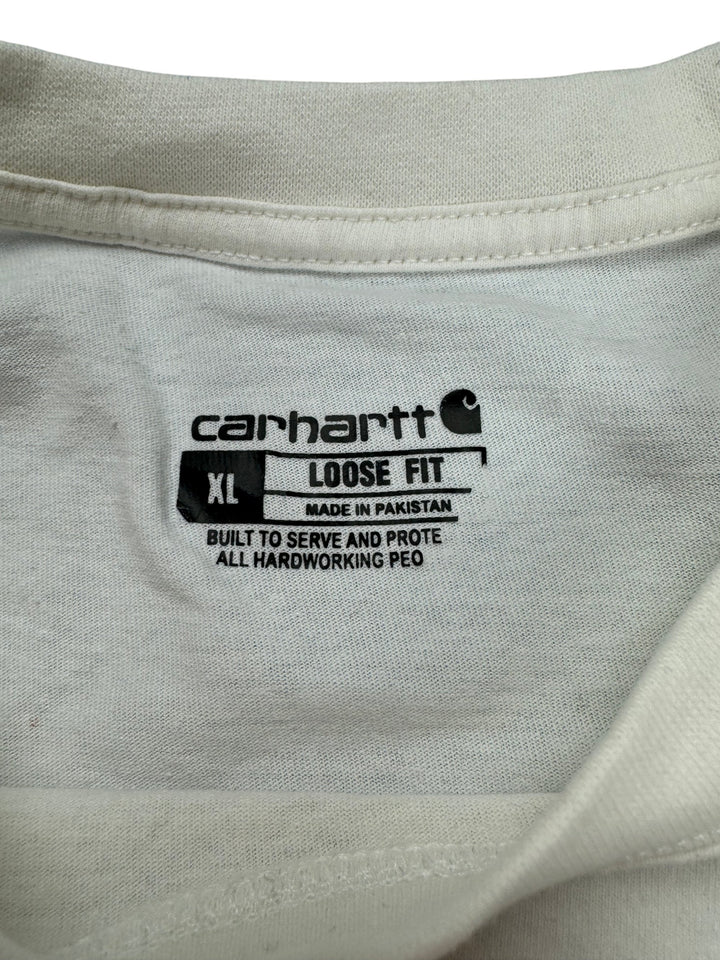 carhartt
XL
LOOSE FIT
MADE IN PAKISTAN
BUILT TO SERVE AND PROTE
ALL HARDWORKING PEO